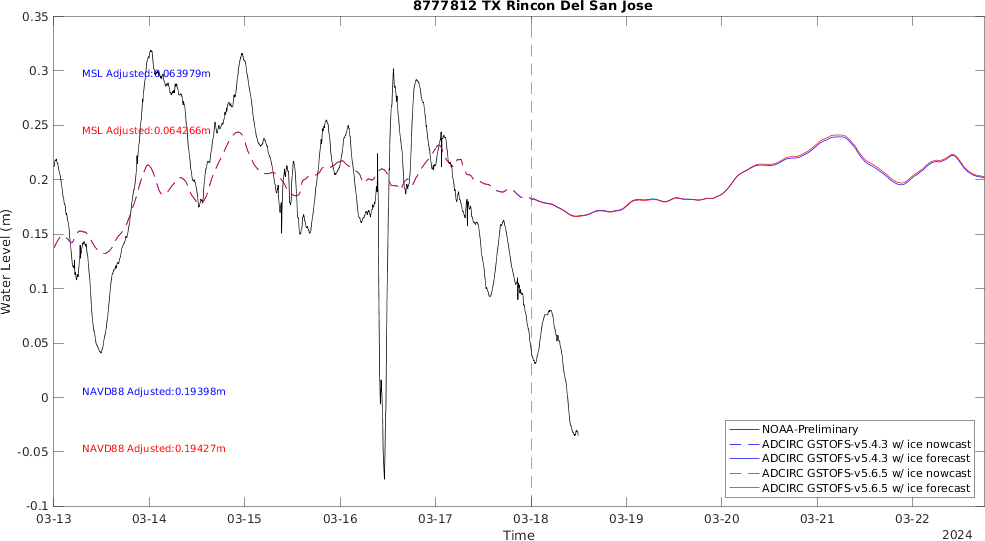 8777812 TX Rincon Del San Jose
Water Level (m)
0.35
0.3
0.25
0.2
0.15
0.1
0.05
0
-0.05
-0.1
MSL Adjusted:0.063979m
MSL Adjusted:0.064266m
NAVD88 Adjusted:0.19398m
NAVD88 Adjusted:0.19427m
NOAA-Preliminary
ADCIRC GSTOFS-v5.4.3 w/ ice nowcast
ADCIRC GSTOFS-v5.4.3 w/ ice forecast
ADCIRC GSTOFS-v5.6.5 w/ ice nowcast
ADCIRC GSTOFS-v5.6.5 w/ ice forecast
03-13 03-14 03-15 03-16 03-17 03-18 03-19 03-20 03-21 03-22
Time
2024